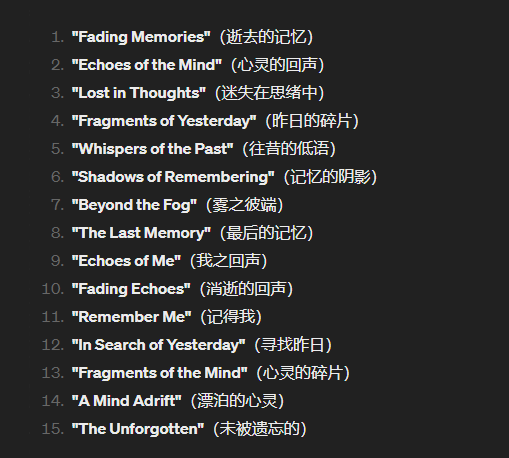 1. "Fading Memories"（逝去的记忆）
2. "Echoes of the Mind"（心灵的回声）
3. "Lost in Thoughts"（迷失在思绪中）
4. "Fragments of Yesterday"（昨日的碎片）
5. "Whispers of the Past"（往昔的低语）
6. "Shadows of Remembering"（记忆的阴影）
7. "Beyond the Fog"（雾之彼端）
8. "The Last Memory"（最后的记忆）
9. "Echoes of Me"（我之回声）
10. "Fading Echoes"（消逝的回声）
11. "Remember Me"（记得我）
12. "In Search of Yesterday"（寻找昨日）
13. "Fragments of the Mind"（心灵的碎片）
14. "A Mind Adrift"（漂泊的心灵）
15. "The Unforgotten"（未被遗忘的）